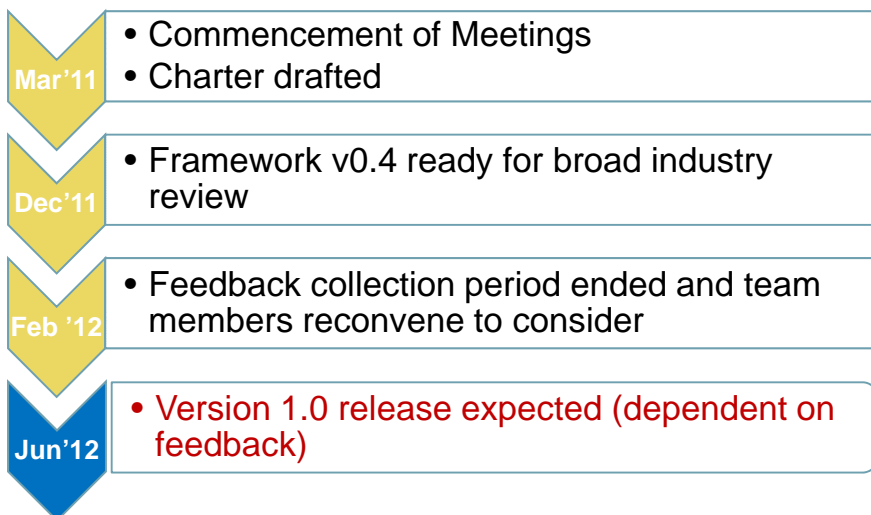 Mar’11
• Commencement of Meetings
• Charter drafted
Dec’11
• Framework v0.4 ready for broad industry
review
Feb ’12
• Feedback collection period ended and team
members reconvene to consider
Jun’12
• Version 1.0 release expected (dependent on
feedback)